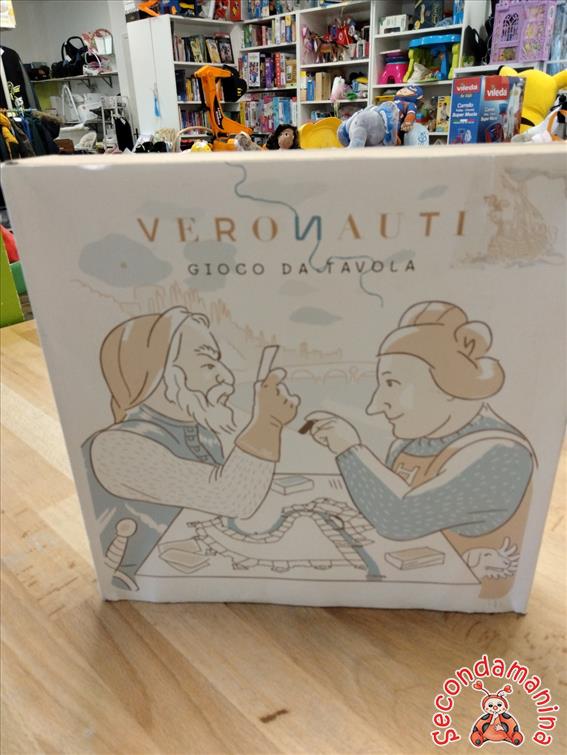 VERONAUTI
GIOCO DA TAVOLA
vileda
vileda
Secondamanina